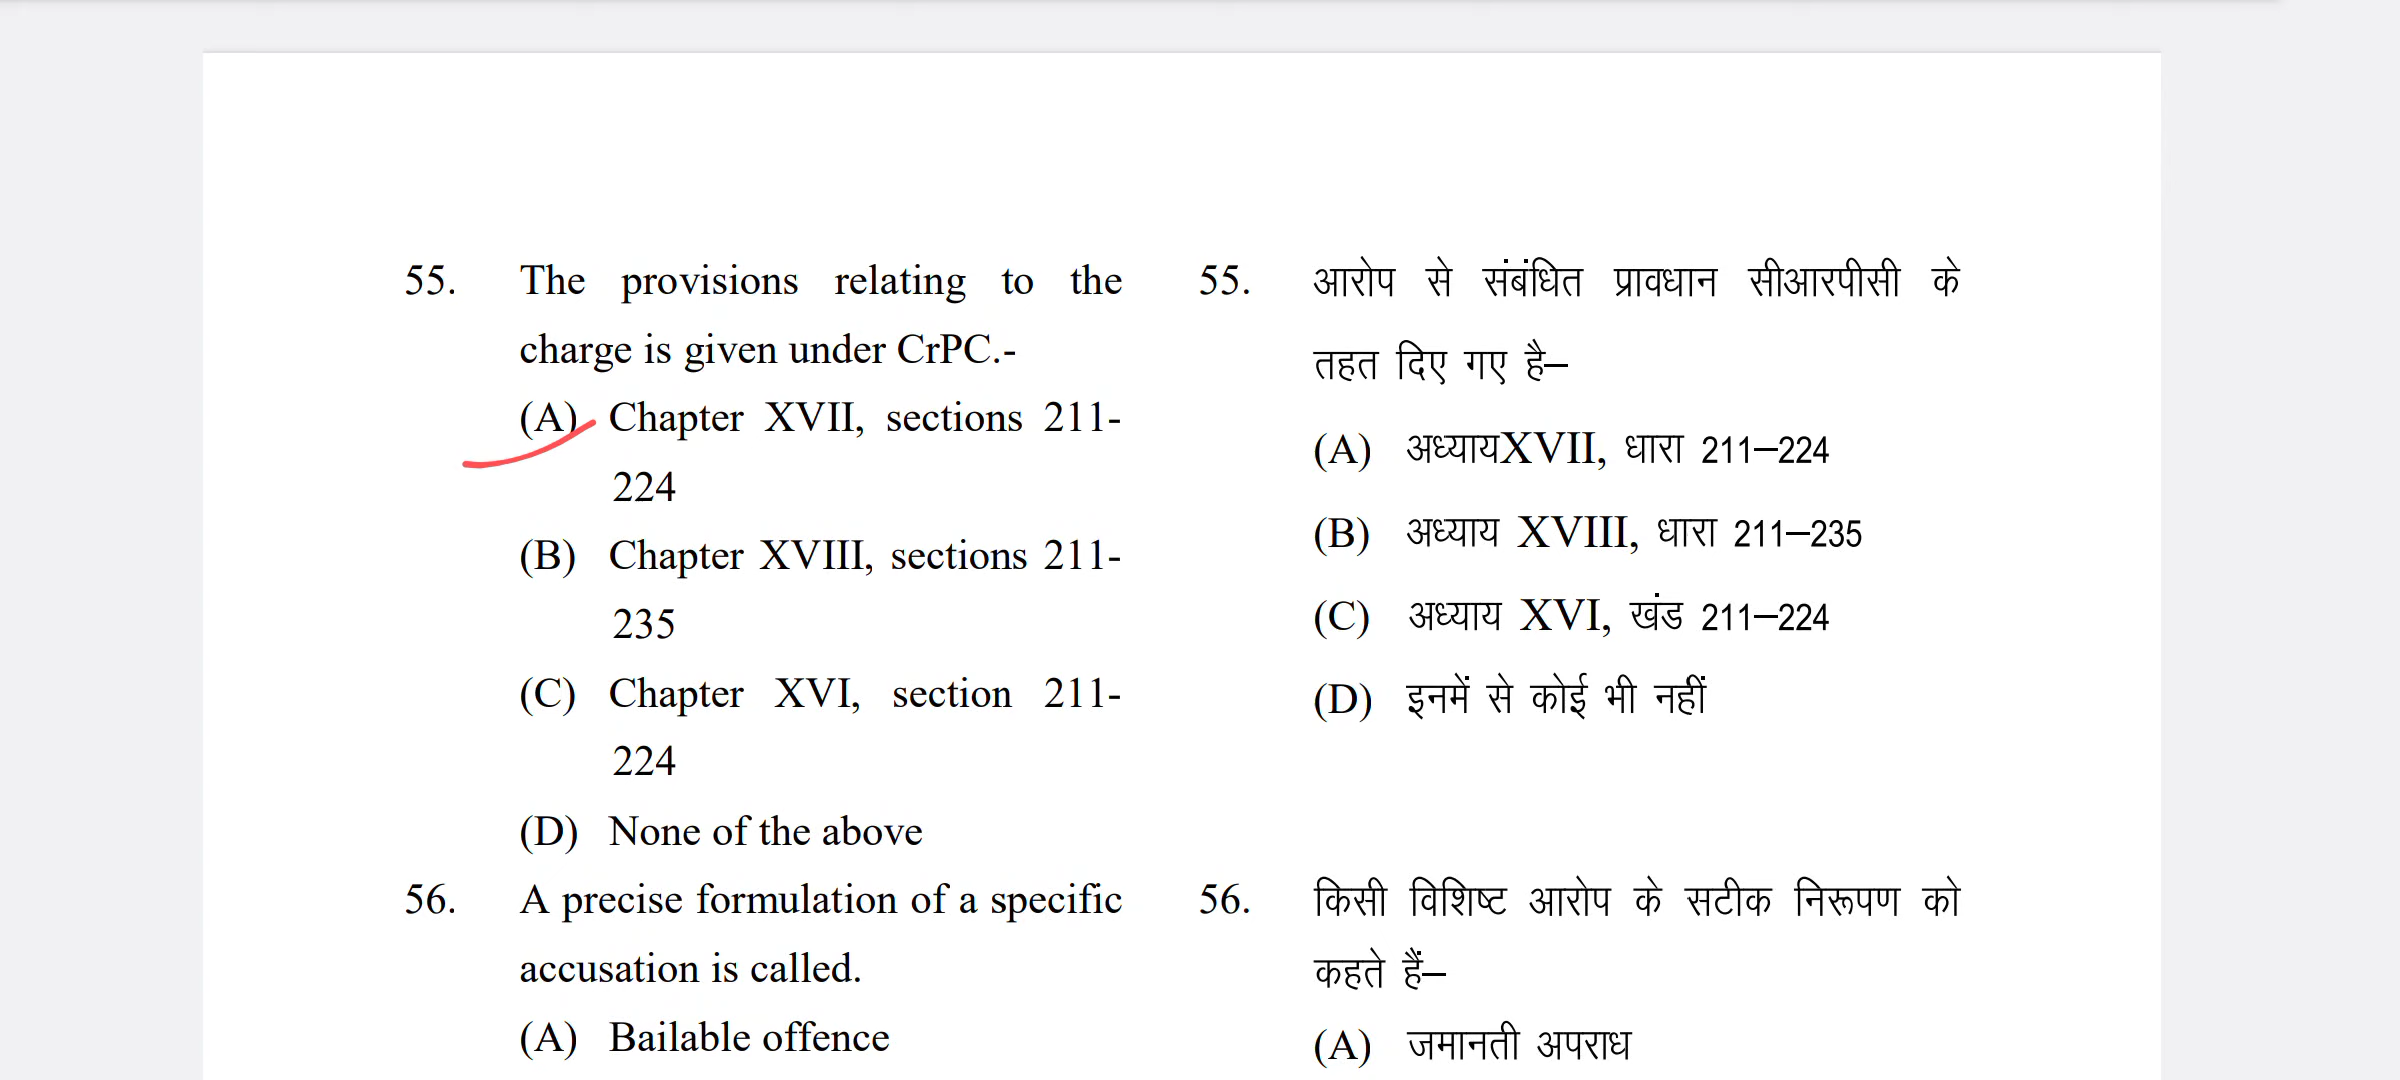 55. The provisions relating to the
charge is given under CrPC.-
(A) Chapter XVII, sections 211-
224
(B) Chapter XVIII, sections 211-
235
(C) Chapter XVI, section 211-
224
(D) None of the above
56. A precise formulation of a specific
accusation is called.
(A) Bailable offence
55. आरोप से संबंधित प्रावधान सीआरपीसी के
तहत दिए गए है–
(A) अध्यायXVII, धारा 211–224
(B) अध्याय XVIII, धारा 211–235
(C) अध्याय XVI, खंड 211–224
(D) इनमें से कोई भी नहीं
56. किसी विशिष्ट आरोप के सटीक निरूपण को
कहते हैं–
(A) जमानती अपराध